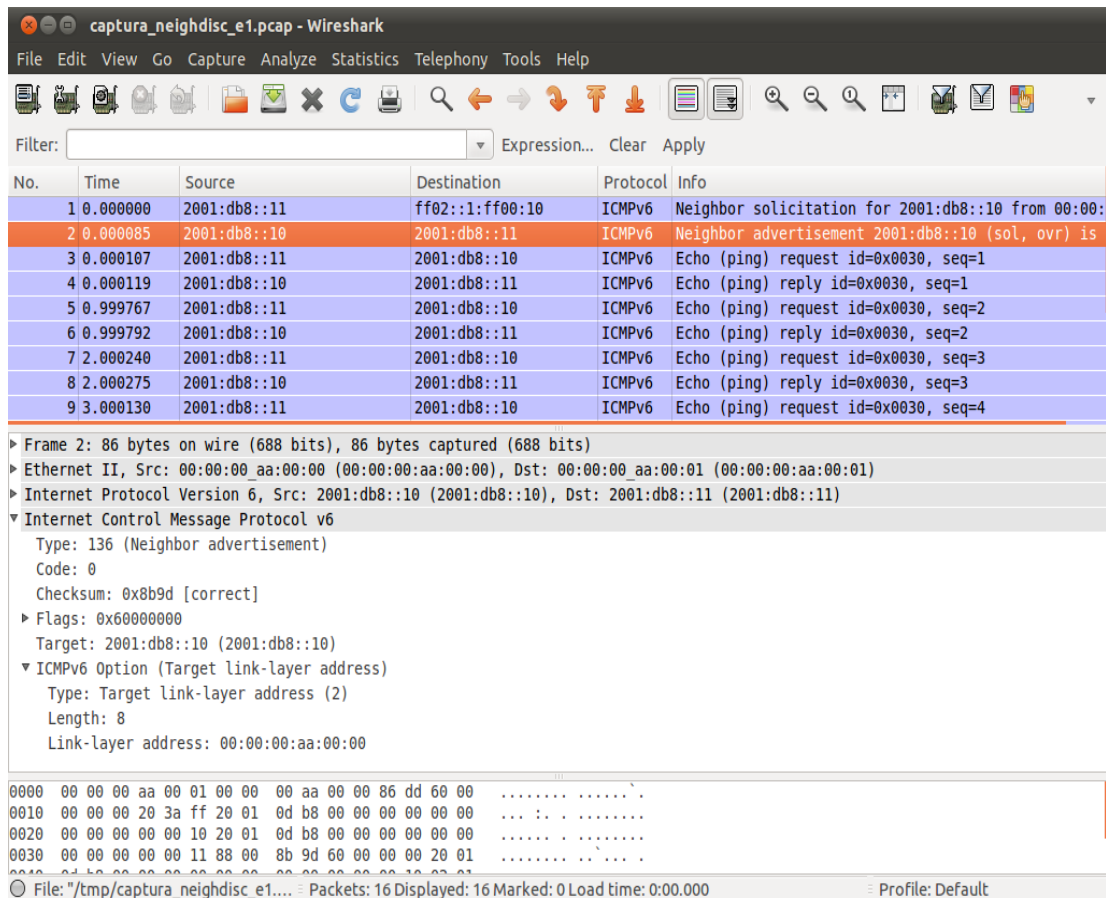 captura_neighdisc_e1.pcap - Wireshark
File Edit View Go Capture Analyze Statistics Telephony Tools Help
Filter: Expression... Clear Apply
No. Time Source Destination Protocol Info
1 0.000000 2001:db8::11 ff02::1:ff00:10 ICMPv6 Neighbor solicitation for 2001:db8::10 from 00:00:
2 0.000085 2001:db8::10 2001:db8::11 ICMPv6 Neighbor advertisement 2001:db8::10 (sol, ovr) is
3 0.000107 2001:db8::11 2001:db8::10 ICMPv6 Echo (ping) request id=0x0030, seq=1
4 0.000119 2001:db8::10 2001:db8::11 ICMPv6 Echo (ping) reply id=0x0030, seq=1
5 0.999767 2001:db8::11 2001:db8::10 ICMPv6 Echo (ping) request id=0x0030, seq=2
6 0.999792 2001:db8::10 2001:db8::11 ICMPv6 Echo (ping) reply id=0x0030, seq=2
7 2.000240 2001:db8::11 2001:db8::10 ICMPv6 Echo (ping) request id=0x0030, seq=3
8 2.000275 2001:db8::10 2001:db8::11 ICMPv6 Echo (ping) reply id=0x0030, seq=3
9 3.000130 2001:db8::11 2001:db8::10 ICMPv6 Echo (ping) request id=0x0030, seq=4
Frame 2: 86 bytes on wire (688 bits), 86 bytes captured (688 bits)
Ethernet II, Src: 00:00:00_aa:00:00 (00:00:00:aa:00:00), Dst: 00:00:00_aa:00:01 (00:00:00:aa:00:01)
Internet Protocol Version 6, Src: 2001:db8::10 (2001:db8::10), Dst: 2001:db8::11 (2001:db8::11)
Internet Control Message Protocol v6
Type: 136 (Neighbor advertisement)
Code: 0
Checksum: 0x8b9d [correct]
Flags: 0x60000000
Target: 2001:db8::10 (2001:db8::10)
ICMPv6 Option (Target link-layer address)
Type: Target link-layer address (2)
Length: 8
Link-layer address: 00:00:00:aa:00:00
0000 00 00 00 aa 00 01 00 00 00 aa 00 00 86 dd 60 00 ........ ......`.
0010 00 00 00 20 3a ff 20 01 0d b8 00 00 00 00 00 00 ... :. . ........
0020 00 00 00 00 00 10 20 01 0d b8 00 00 00 00 00 00 ...... . ........
0030 00 00 00 00 00 11 88 00 8b 9d 60 00 00 00 20 01 ........ ..`... .
File: "/tmp/captura_neighdisc_e1.... Packets: 16 Displayed: 16 Marked: 0 Load time: 0:00.000 Profile: Default